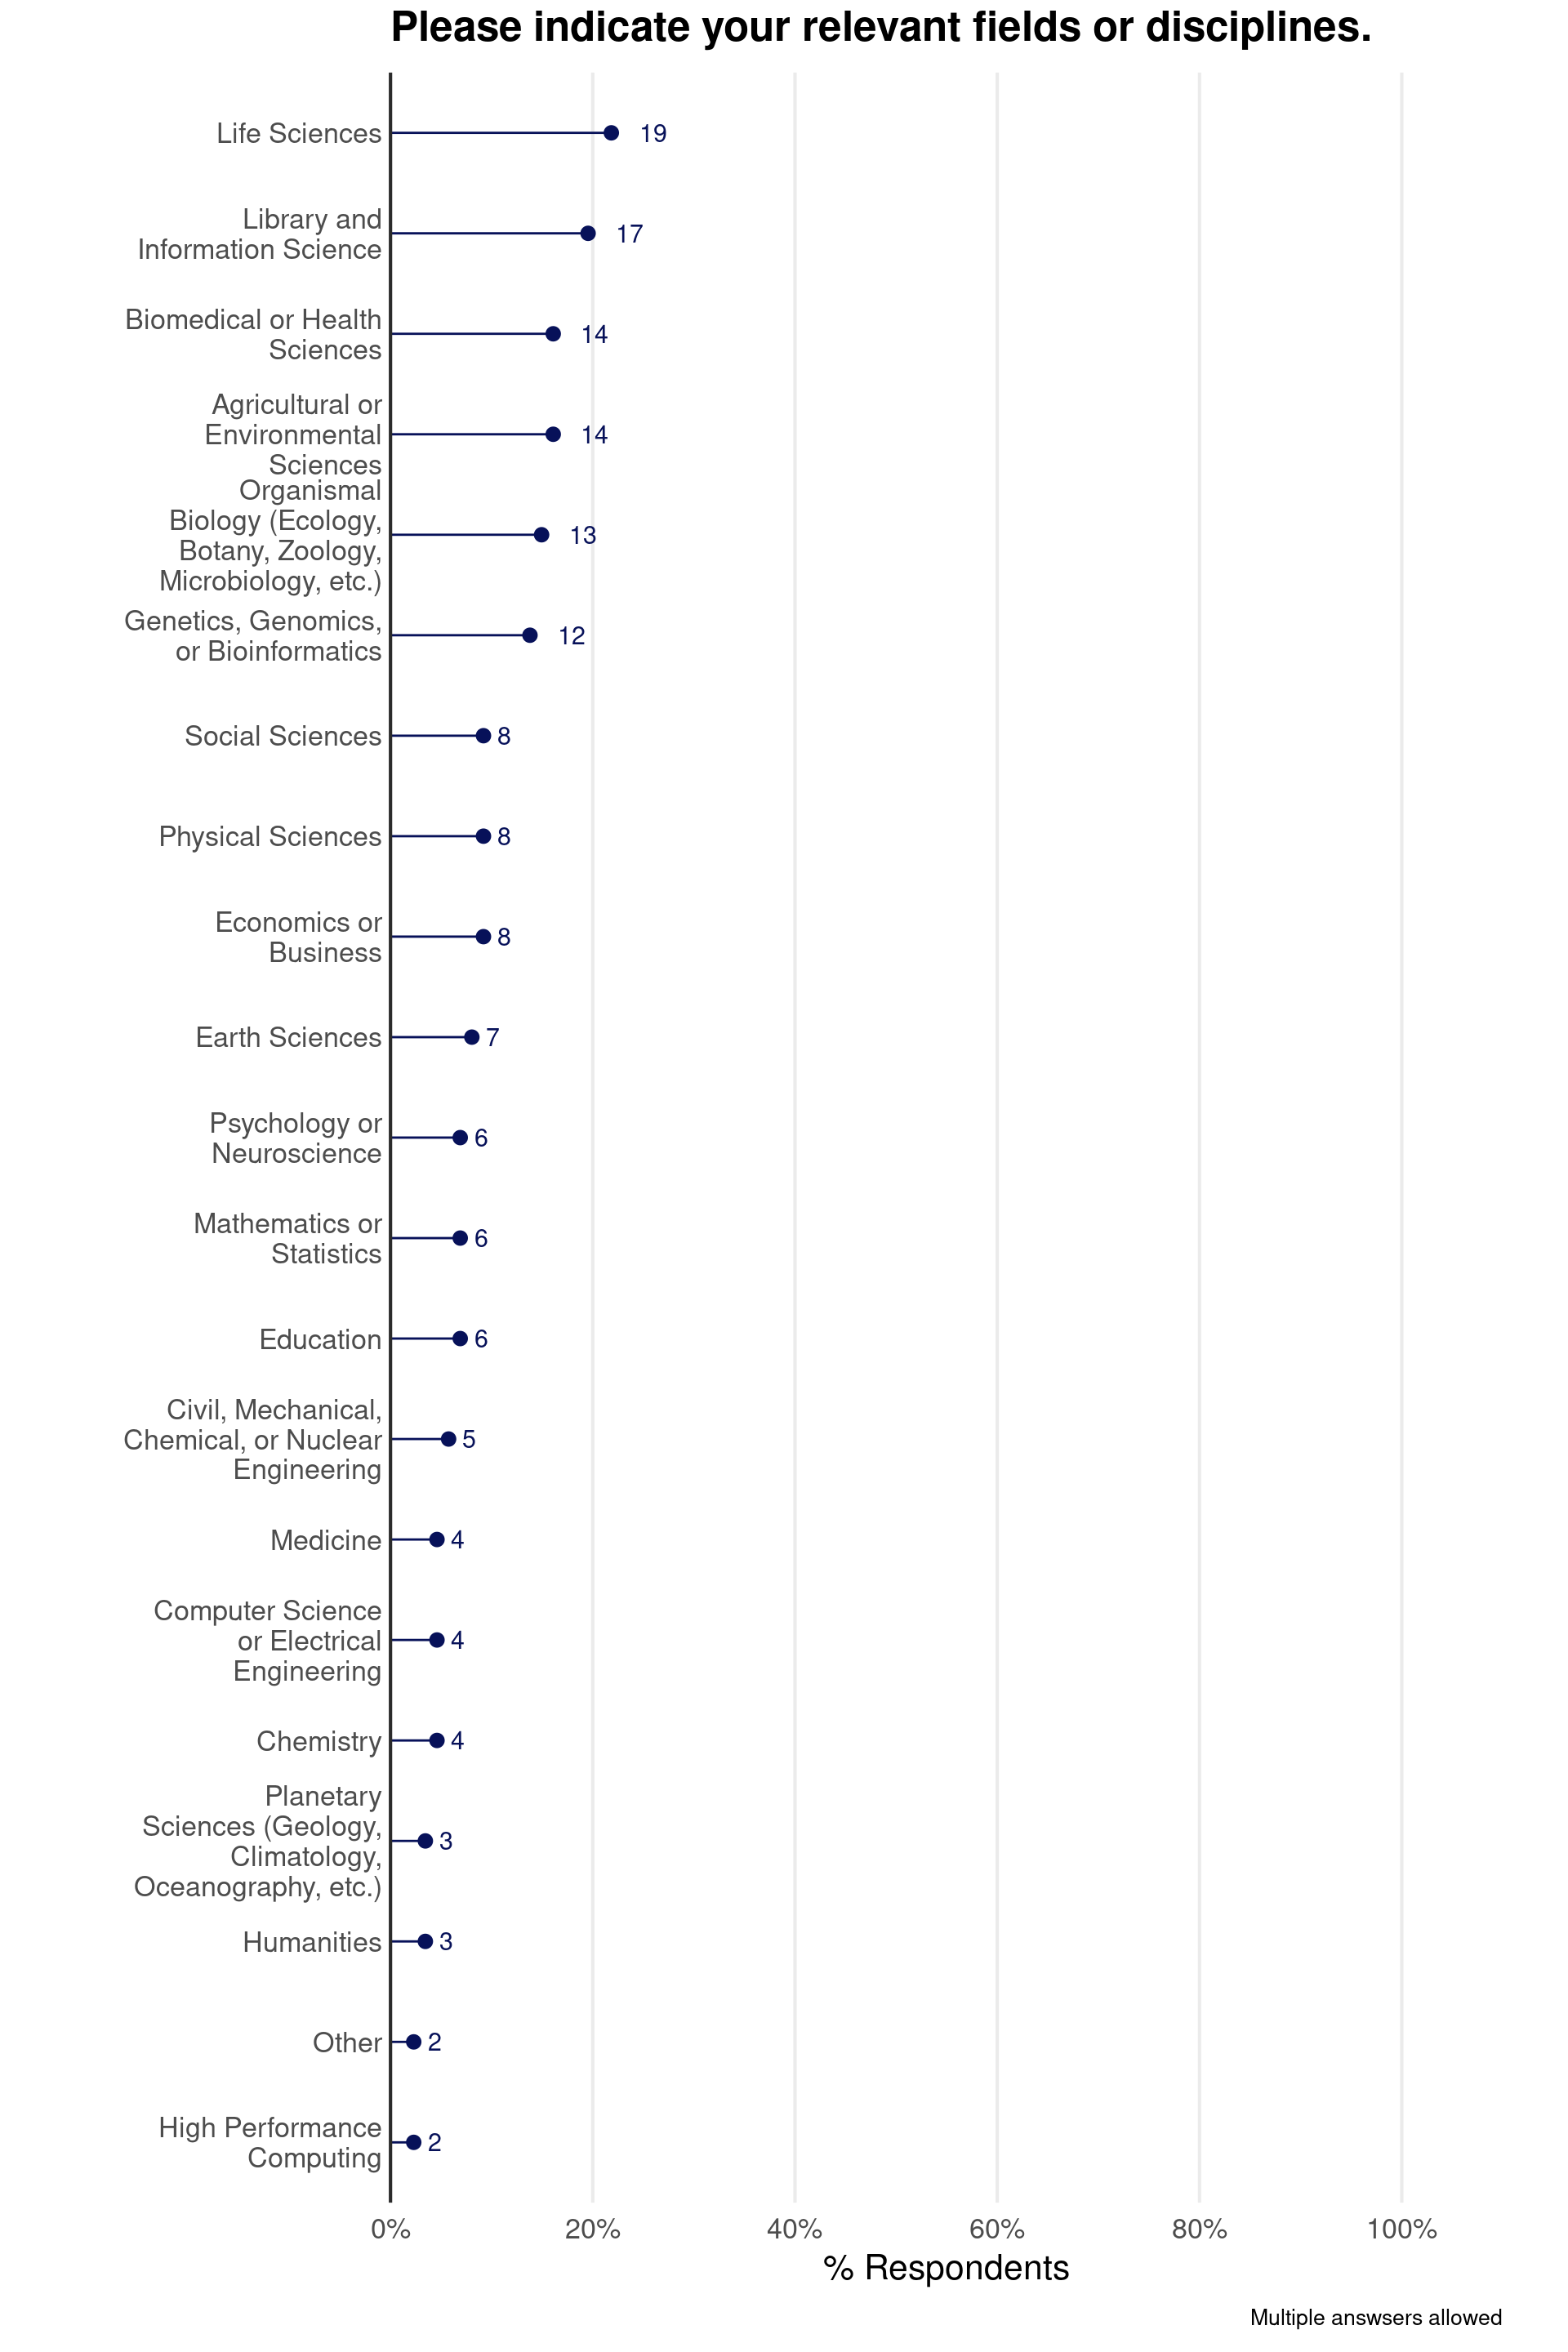 Please indicate your relevant fields or disciplines.
Life Sciences
19
Library and
Information Science
17
Biomedical or Health
Sciences
14
Agricultural or
Environmental
Sciences
14
Organismal
Biology (Ecology,
Botany, Zoology,
Microbiology, etc.)
13
Genetics, Genomics,
or Bioinformatics
12
Social Sciences
8
Physical Sciences
8
Economics or
Business
8
Earth Sciences
7
Psychology or
Neuroscience
6
Mathematics or
Statistics
6
Education
6
Civil, Mechanical,
Chemical, or Nuclear
Engineering
5
Medicine
4
Computer Science
or Electrical
Engineering
4
Chemistry
4
Planetary
Sciences (Geology,
Climatology,
Oceanography, etc.)
3
Humanities
3
Other
2
High Performance
Computing
2
0% 20% 40% 60% 80% 100%
% Respondents
Multiple answsers allowed